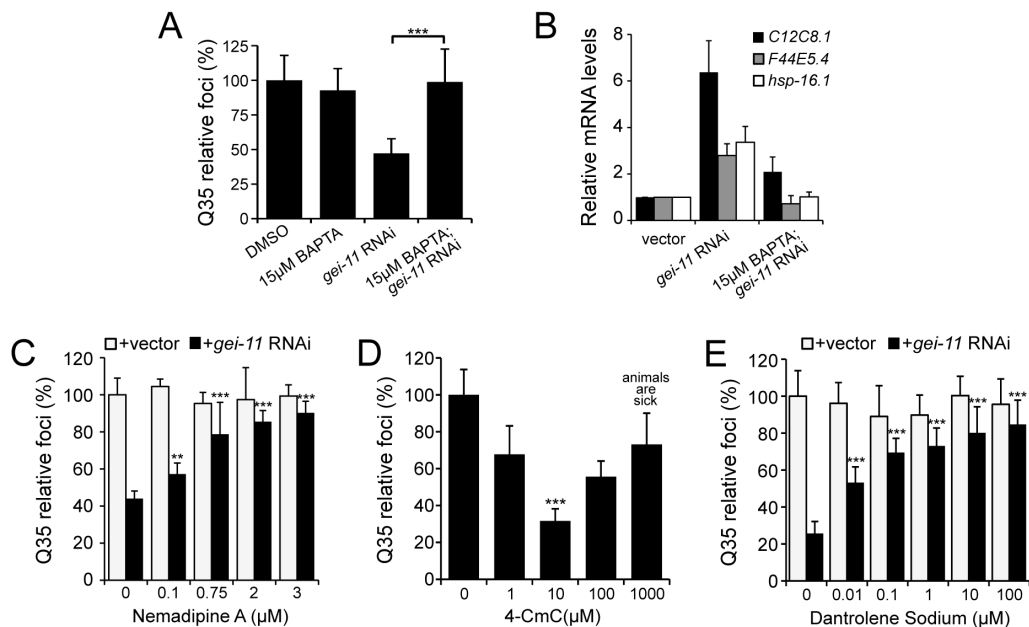 A
Q35 relative foci (%)
125
100
75
50
25
0
***
DMSO
15μM BAPTA
gei-11 RNAi
15μM BAPTA;
gei-11 RNAi
B
Relative mRNA levels
8
6
4
2
0
C12C8.1
F44E5.4
hsp-16.1
vector
gei-11 RNAi
15μM BAPTA;
gei-11 RNAi
C
+vector
+gei-11 RNAi
Q35 relative foci (%)
120
100
80
60
40
20
0
**
***
***
***
0 0.1 0.75 2 3
Nemadipine A (μM)
D
Q35 relative foci (%)
120
100
80
60
40
20
0
***
animals
are
sick
0 1 10 100 1000
4-CmC(μM)
E
+vector
+gei-11 RNAi
Q35 relative foci (%)
120
100
80
60
40
20
0
***
***
***
***
***
0 0.01 0.1 1 10 100
Dantrolene Sodium (μM)